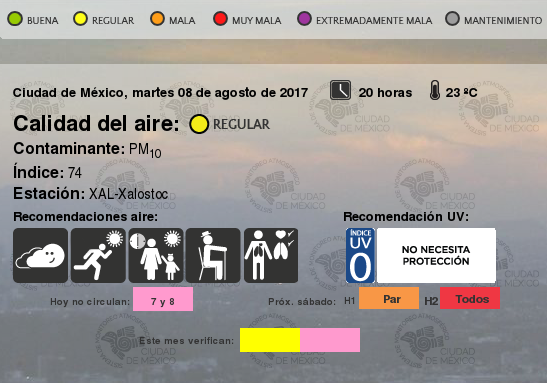 BUENA REGULAR MALA MUY MALA EXTREMADAMENTE MALA MANTENIMIENTO
Ciudad de México, martes 08 de agosto de 2017 20 horas 23 ºC
Calidad del aire: REGULAR
Contaminante: PM10
Índice: 74
Estación: XAL-Xalostoc
Recomendaciones aire: Recomendación UV:
ÍNDICE UV 0 NO NECESITA PROTECCIÓN
Hoy no circulan: 7 y 8 Próx. sábado: H1 Par H2 Todos
Este mes verifican:
CIUDAD DE MÉXICO